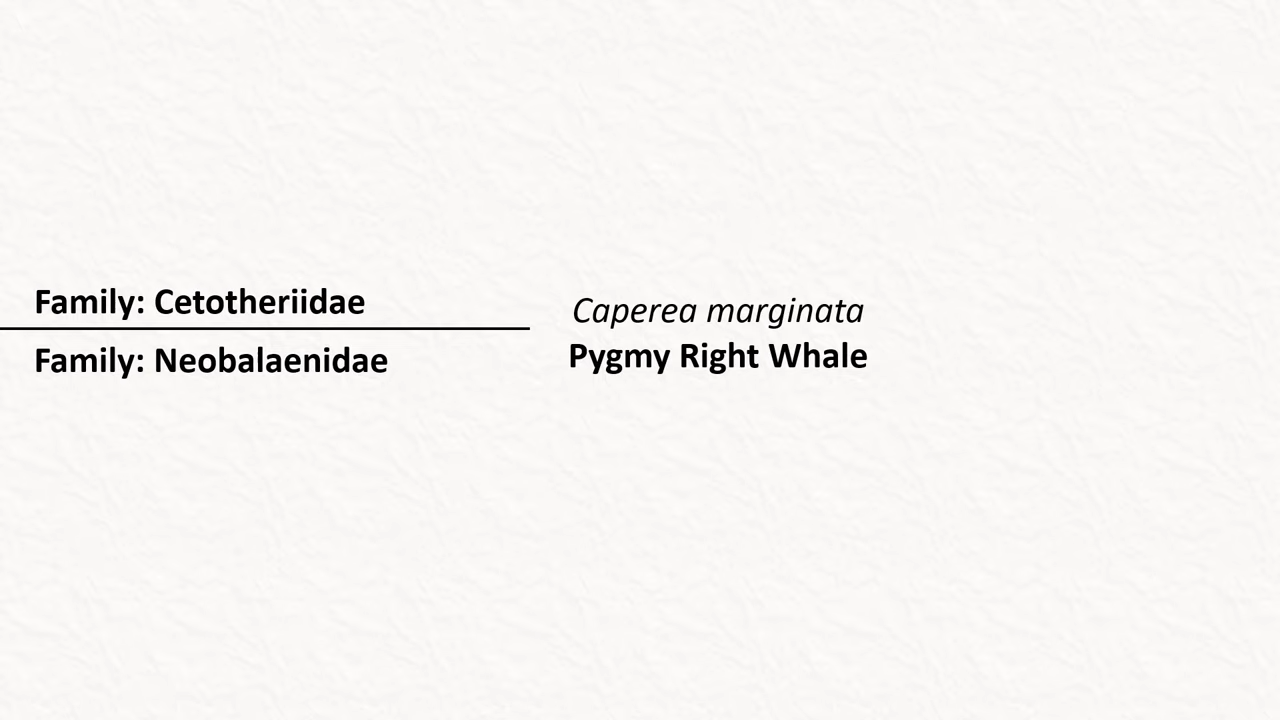 Family: Cetotheriidae
Family: Neobalaenidae
Caperea marginata
Pygmy Right Whale